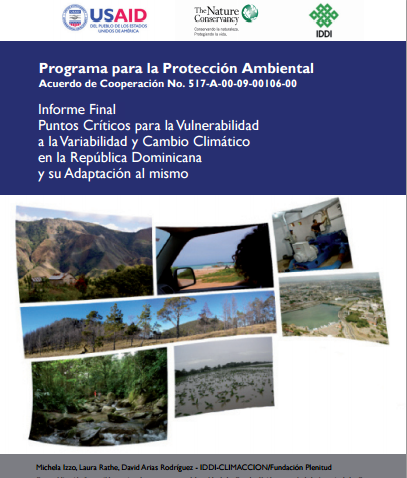 USAID
DEL PUEBLO DE LOS ESTADOS
UNIDOS DE AMÉRICA
The Nature
Conservancy
Conservando la naturaleza.
Protegiendo la vida.
IDDI
Programa para la Protección Ambiental
Acuerdo de Cooperación No. 517-A-00-09-00106-00
Informe Final
Puntos Críticos para la Vulnerabilidad
a la Variabilidad y Cambio Climático
en la República Dominicana
y su Adaptación al mismo
Michela Izzo, Laura Rathe, David Arias Rodríguez - IDDI-CLIMACCION/Fundación Plenitud